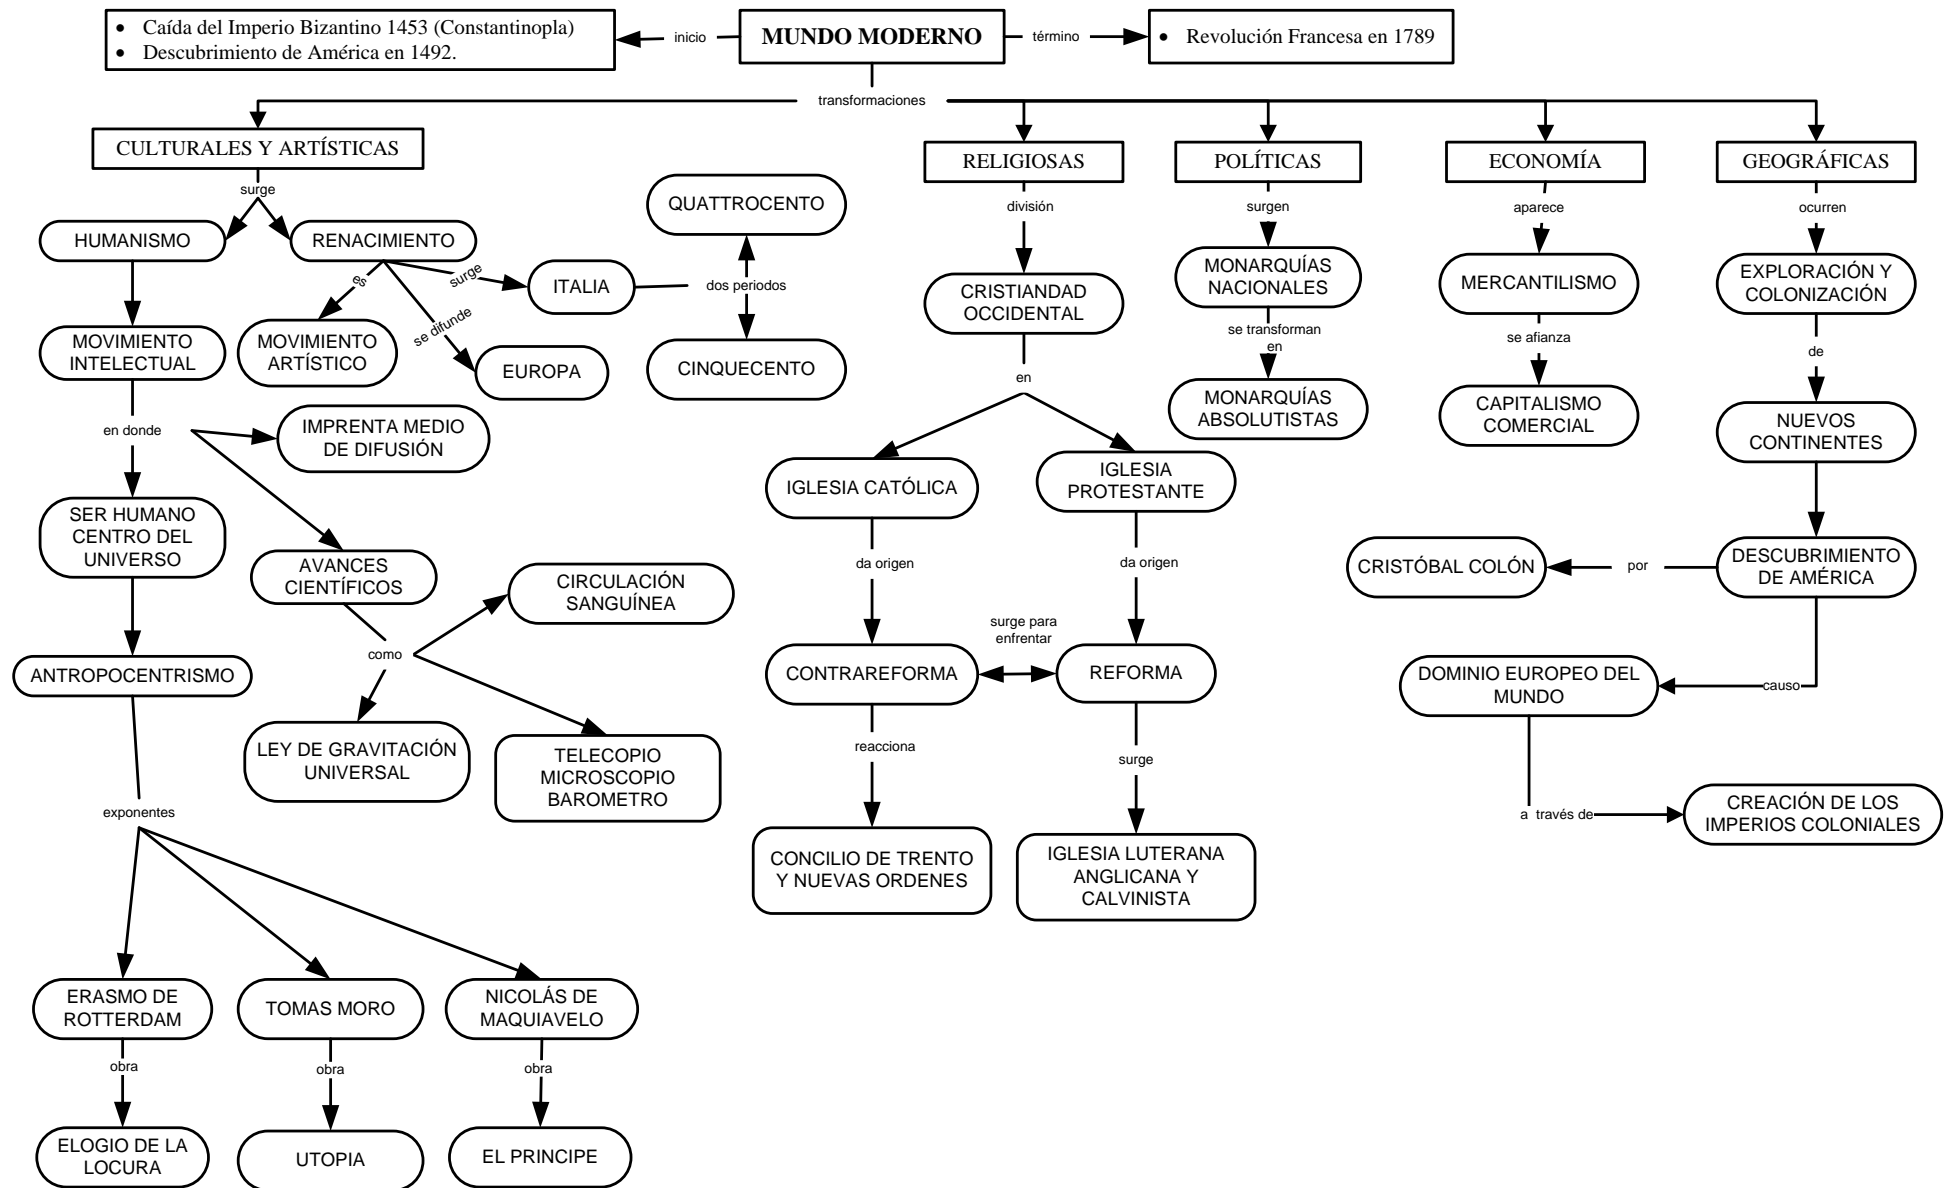 • Caída del Imperio Bizantino 1453 (Constantinopla)
• Descubrimiento de América en 1492.
inicio
MUNDO MODERNO
término
• Revolución Francesa en 1789
transformaciones
CULTURALES Y ARTÍSTICAS
RELIGIOSAS
POLÍTICAS
ECONOMÍA
GEOGRÁFICAS
surge
HUMANISMO
RENACIMIENTO
es
surge
se difunde
ITALIA
dos periodos
QUATTROCENTO
CINQUECENTO
MOVIMIENTO
INTELECTUAL
MOVIMIENTO
ARTÍSTICO
EUROPA
en donde
IMPRENTA MEDIO
DE DIFUSIÓN
SER HUMANO
CENTRO DEL
UNIVERSO
AVANCES
CIENTÍFICOS
como
CIRCULACIÓN
SANGUÍNEA
LEY DE GRAVITACIÓN
UNIVERSAL
TELECOPIO
MICROSCOPIO
BAROMETRO
ANTROPOCENTRISMO
exponentes
ERASMO DE
ROTTERDAM
TOMAS MORO
NICOLÁS DE
MAQUIAVELO
obra
obra
obra
ELOGIO DE LA
LOCURA
UTOPIA
EL PRINCIPE
división
CRISTIANDAD
OCCIDENTAL
en
IGLESIA CATÓLICA
IGLESIA
PROTESTANTE
da origen
da origen
CONTRAREFORMA
surge para
enfrentar
REFORMA
reacciona
surge
CONCILIO DE TRENTO
Y NUEVAS ORDENES
IGLESIA LUTERANA
ANGLICANA Y
CALVINISTA
surgen
MONARQUÍAS
NACIONALES
se transforman
en
MONARQUÍAS
ABSOLUTISTAS
aparece
MERCANTILISMO
se afianza
CAPITALISMO
COMERCIAL
ocurren
EXPLORACIÓN Y
COLONIZACIÓN
de
NUEVOS
CONTINENTES
DESCUBRIMIENTO
DE AMÉRICA
por
CRISTÓBAL COLÓN
causo
DOMINIO EUROPEO DEL
MUNDO
a través de
CREACIÓN DE LOS
IMPERIOS COLONIALES